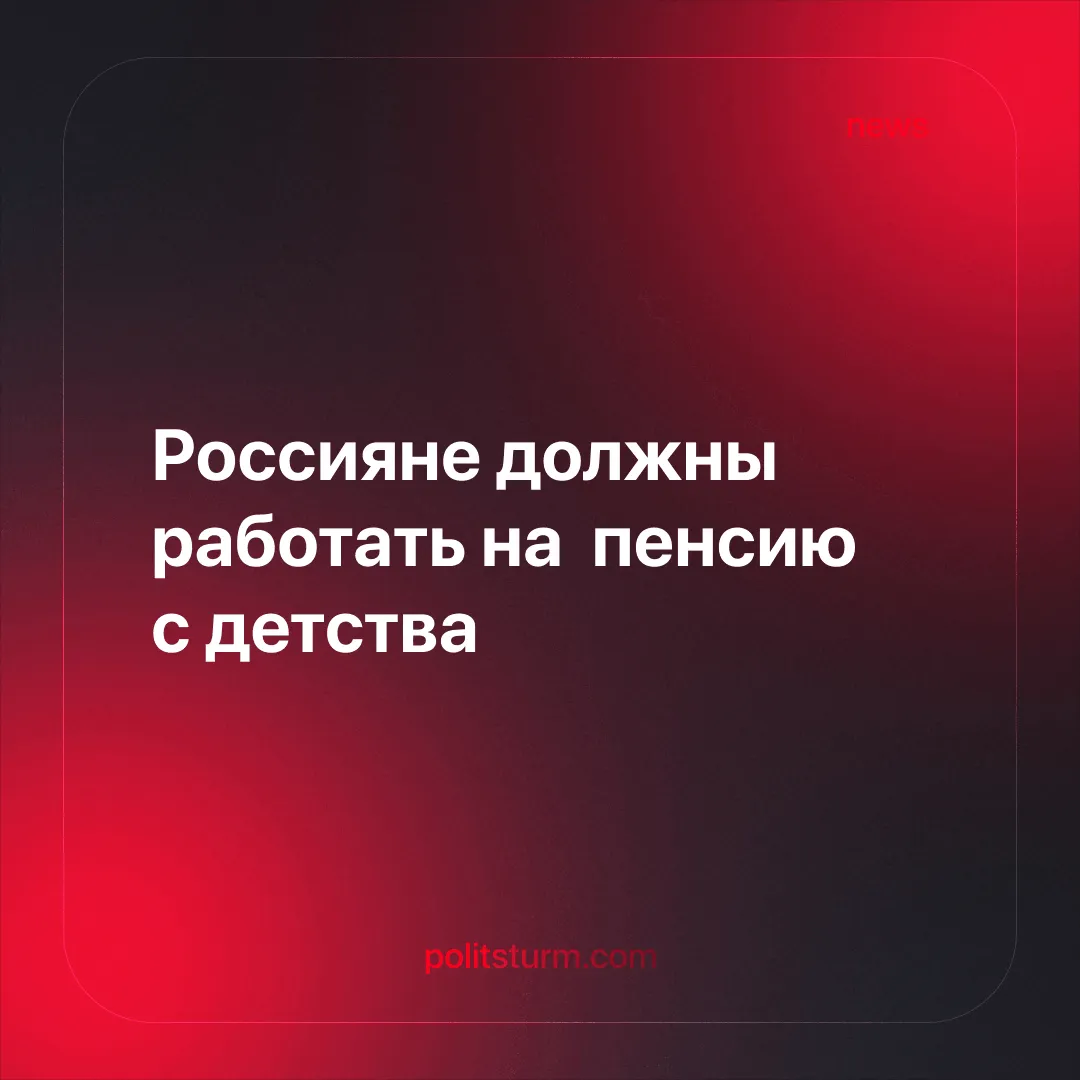 news
Россияне должны
работать на  пенсию
с детства
politsturm.com